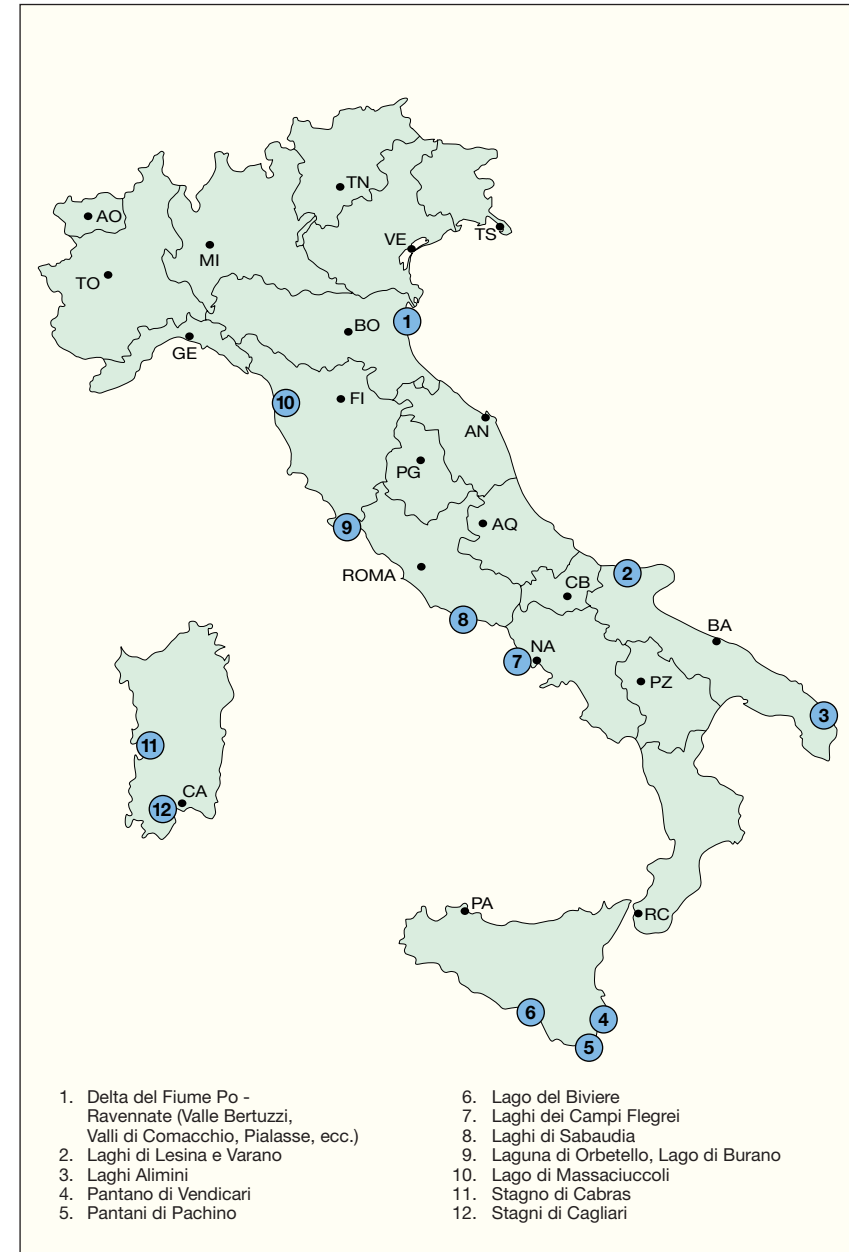 TN
AO
TS
VE
MI
TO
BO
1
GE
10
FI
AN
PG
9
AQ
ROMA
2
CB
8
BA
NA
7
PZ
3
11
12
CA
PA
RC
6
4
5
1. Delta del Fiume Po -
Ravennate (Valle Bertuzzi,
Valli di Comacchio, Pialasse, ecc.)
2. Laghi di Lesina e Varano
3. Laghi Alimini
4. Pantano di Vendicari
5. Pantani di Pachino
6. Lago del Biviere
7. Laghi dei Campi Flegrei
8. Laghi di Sabaudia
9. Laguna di Orbetello, Lago di Burano
10. Lago di Massaciuccoli
11. Stagno di Cabras
12. Stagni di Cagliari